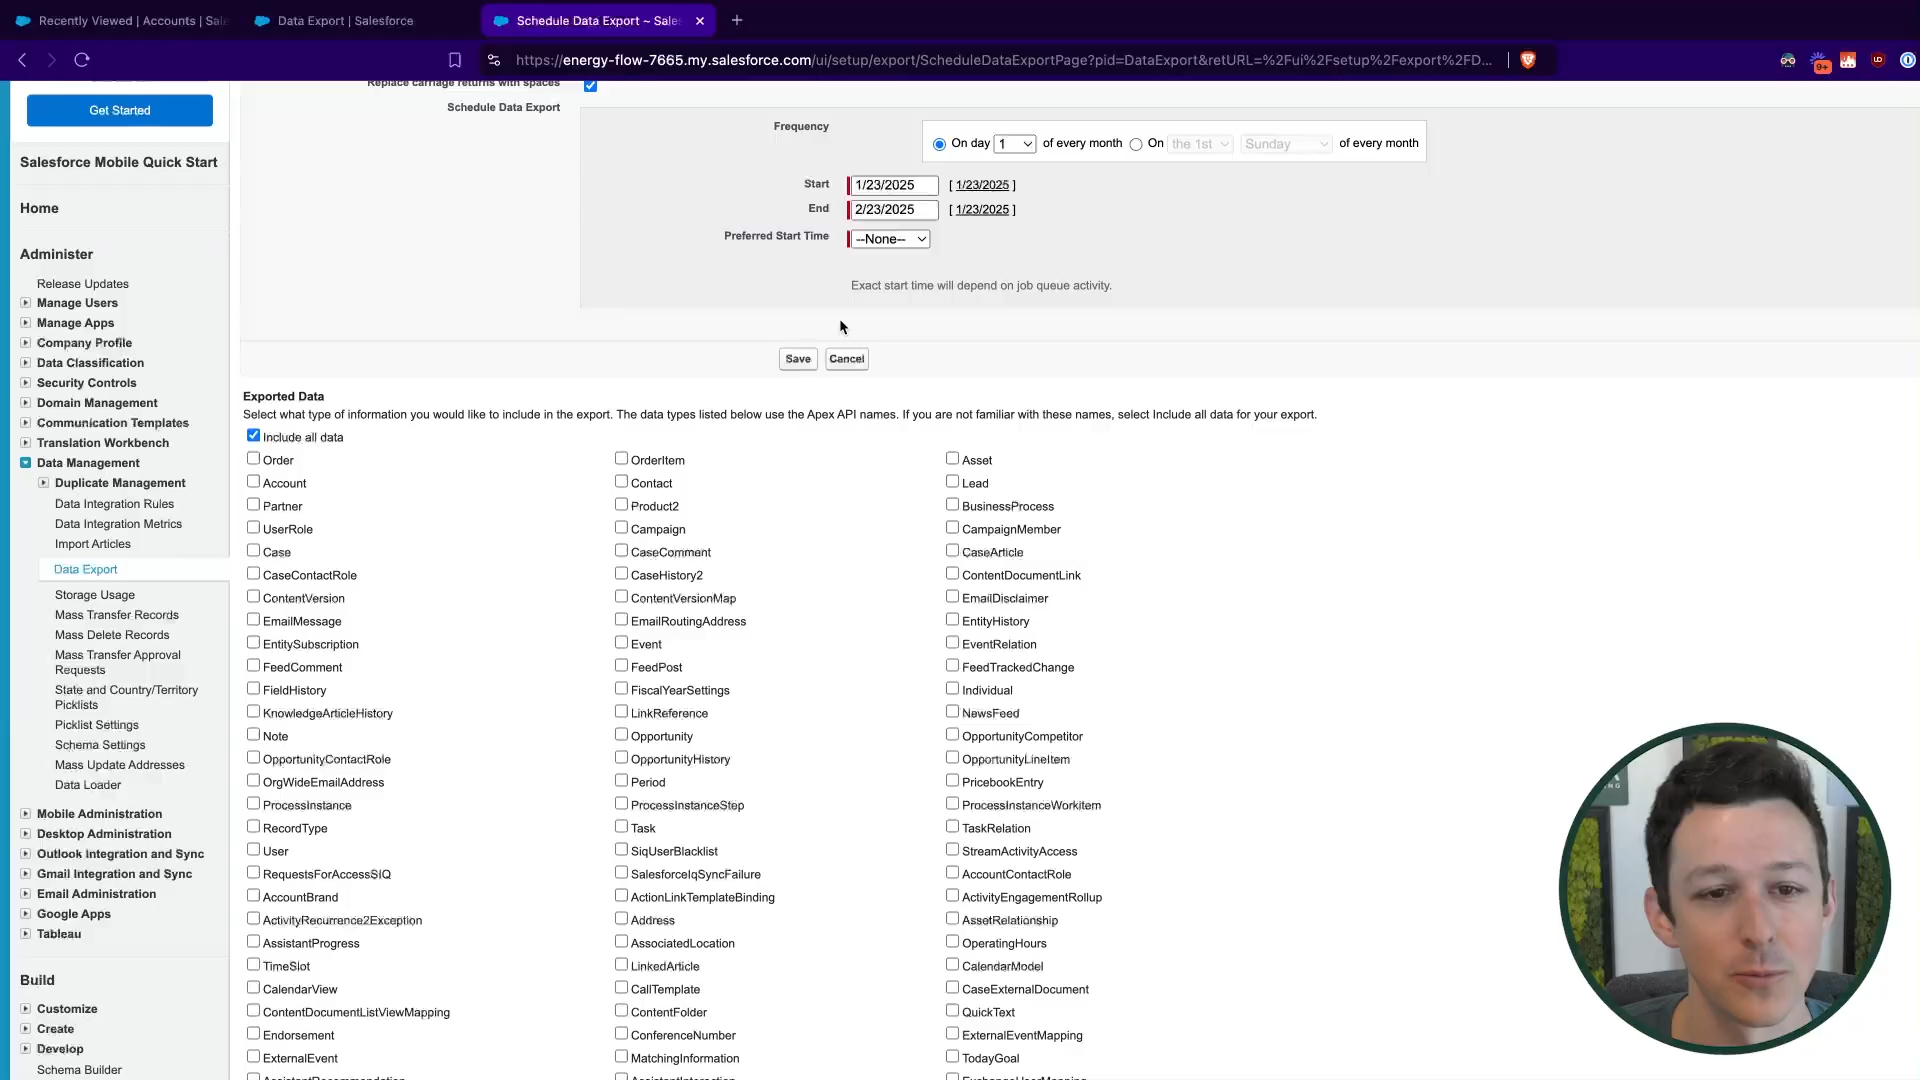 Recently Viewed | Accounts | Sal
Data Export | Salesforce
Schedule Data Export ~ Sale
https://energy-flow-7665.my.salesforce.com/ui/setup/export/ScheduleDataExportPage?pid=DataExport&retURL=%2Fui%2Fsetup%2Fexport%2FD...
9+
Get Started
Salesforce Mobile Quick Start
Home
Administer
Release Updates
Manage Users
Manage Apps
Company Profile
Data Classification
Security Controls
Domain Management
Communication Templates
Translation Workbench
Data Management
Duplicate Management
Data Integration Rules
Data Integration Metrics
Import Articles
Data Export
Storage Usage
Mass Transfer Records
Mass Delete Records
Mass Transfer Approval
Requests
State and Country/Territory
Picklists
Picklist Settings
Schema Settings
Mass Update Addresses
Data Loader
Mobile Administration
Desktop Administration
Outlook Integration and Sync
Gmail Integration and Sync
Email Administration
Google Apps
Tableau
Build
Customize
Create
Develop
Schema Builder
Replace carriage returns with spaces
Schedule Data Export
Frequency
On day 1 of every month On the 1st Sunday of every month
Start 1/23/2025 [ 1/23/2025 ]
End 2/23/2025 [ 1/23/2025 ]
Preferred Start Time --None--
Exact start time will depend on job queue activity.
Save Cancel
Exported Data
Select what type of information you would like to include in the export. The data types listed below use the Apex API names. If you are not familiar with these names, select Include all data for your export.
Include all data
Order OrderItem Asset
Account Contact Lead
Partner Product2 BusinessProcess
UserRole Campaign CampaignMember
Case CaseComment CaseArticle
CaseContactRole CaseHistory2 ContentDocumentLink
ContentVersion ContentVersionMap EmailDisclaimer
EmailMessage EmailRoutingAddress EntityHistory
EntitySubscription Event EventRelation
FeedComment FeedPost FeedTrackedChange
FieldHistory FiscalYearSettings Individual
KnowledgeArticleHistory LinkReference NewsFeed
Note Opportunity OpportunityCompetitor
OpportunityContactRole OpportunityHistory OpportunityLineItem
OrgWideEmailAddress Period PricebookEntry
ProcessInstance ProcessInstanceStep ProcessInstanceWorkitem
RecordType Task TaskRelation
User SiqUserBlacklist StreamActivityAccess
RequestsForAccessSIQ SalesforceIqSyncFailure AccountContactRole
AccountBrand ActionLinkTemplateBinding ActivityEngagementRollup
ActivityRecurrence2Exception Address AssetRelationship
AssistantProgress AssociatedLocation OperatingHours
TimeSlot LinkedArticle CalendarModel
CalendarView CallTemplate CaseExternalDocument
ContentDocumentListViewMapping ContentFolder QuickText
Endorsement ConferenceNumber ExternalEventMapping
ExternalEvent MatchingInformation TodayGoal